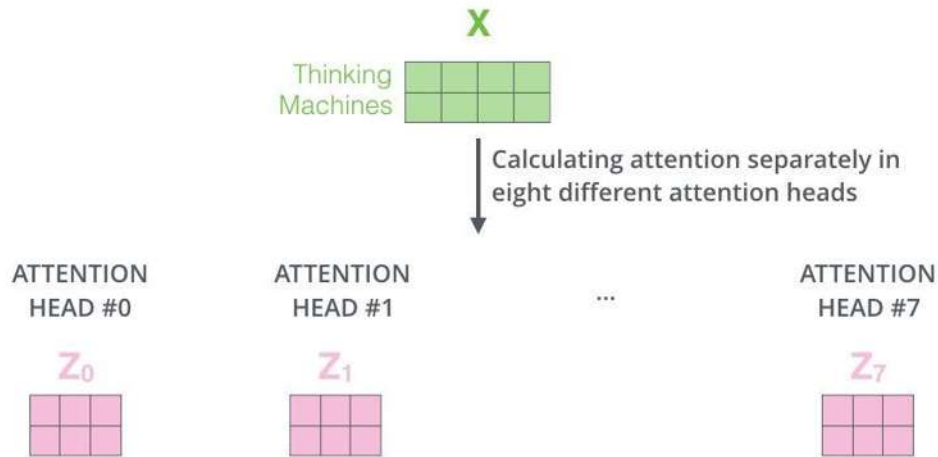 X
Thinking
Machines
Calculating attention separately in
eight different attention heads
ATTENTION
HEAD #0
ATTENTION
HEAD #1
...
ATTENTION
HEAD #7
Z₀
Z₁
Z₇